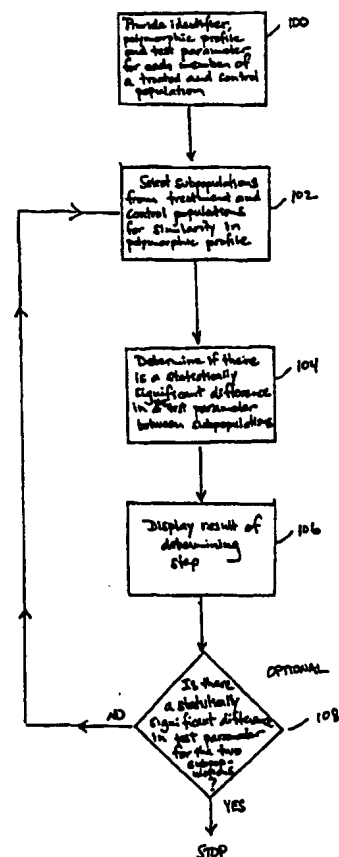 Provide identifier,
polymorphic profile
and test parameter
for each member of
a treated and control
population
100
Select subpopulations
from treatment and
control populations
for similarity in
polymorphic profile
102
Determine if there
is a statistically
significant difference
in test parameter
between subpopulations
104
Display result of
determining
step
106
OPTIONAL
Is there
a statistically
significant difference
in test parameter
for the two
subpop-
ulations
?
108
NO
YES
STOP